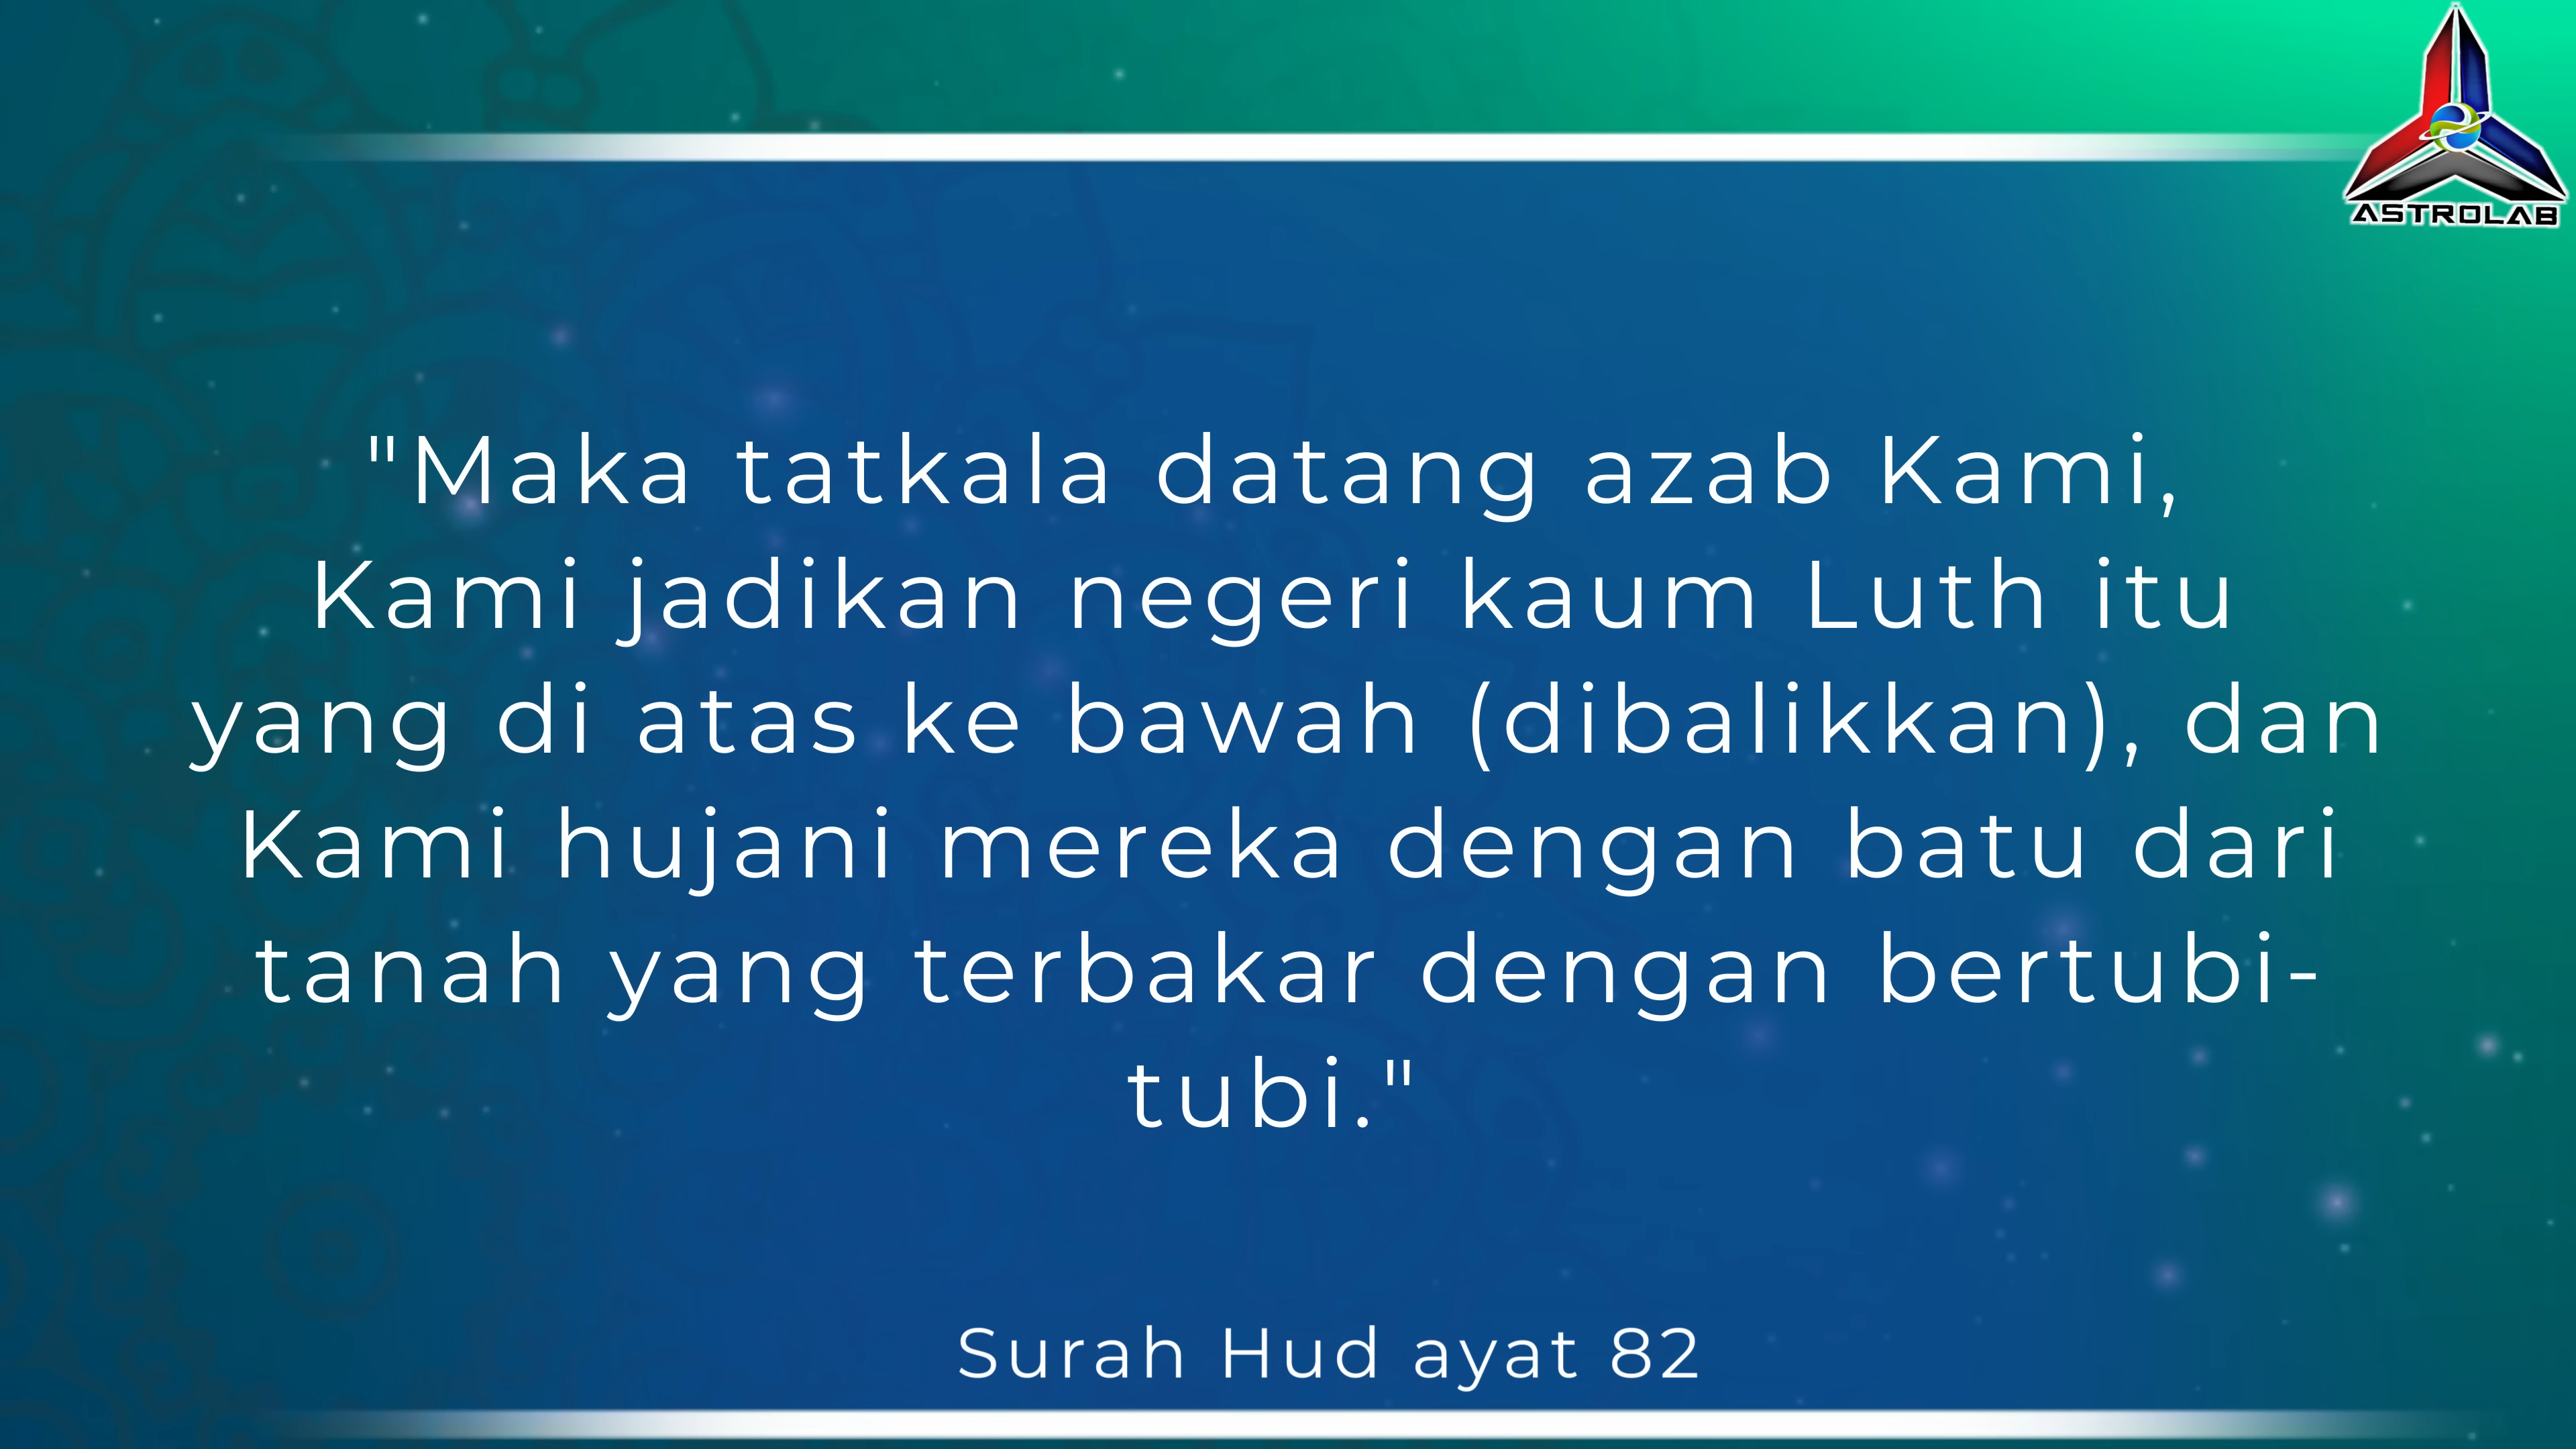 ASTROLAB
"Maka tatkala datang azab Kami,
Kami jadikan negeri kaum Luth itu
yang di atas ke bawah (dibalikkan), dan
Kami hujani mereka dengan batu dari
tanah yang terbakar dengan bertubi-
tubi."
Surah Hud ayat 82